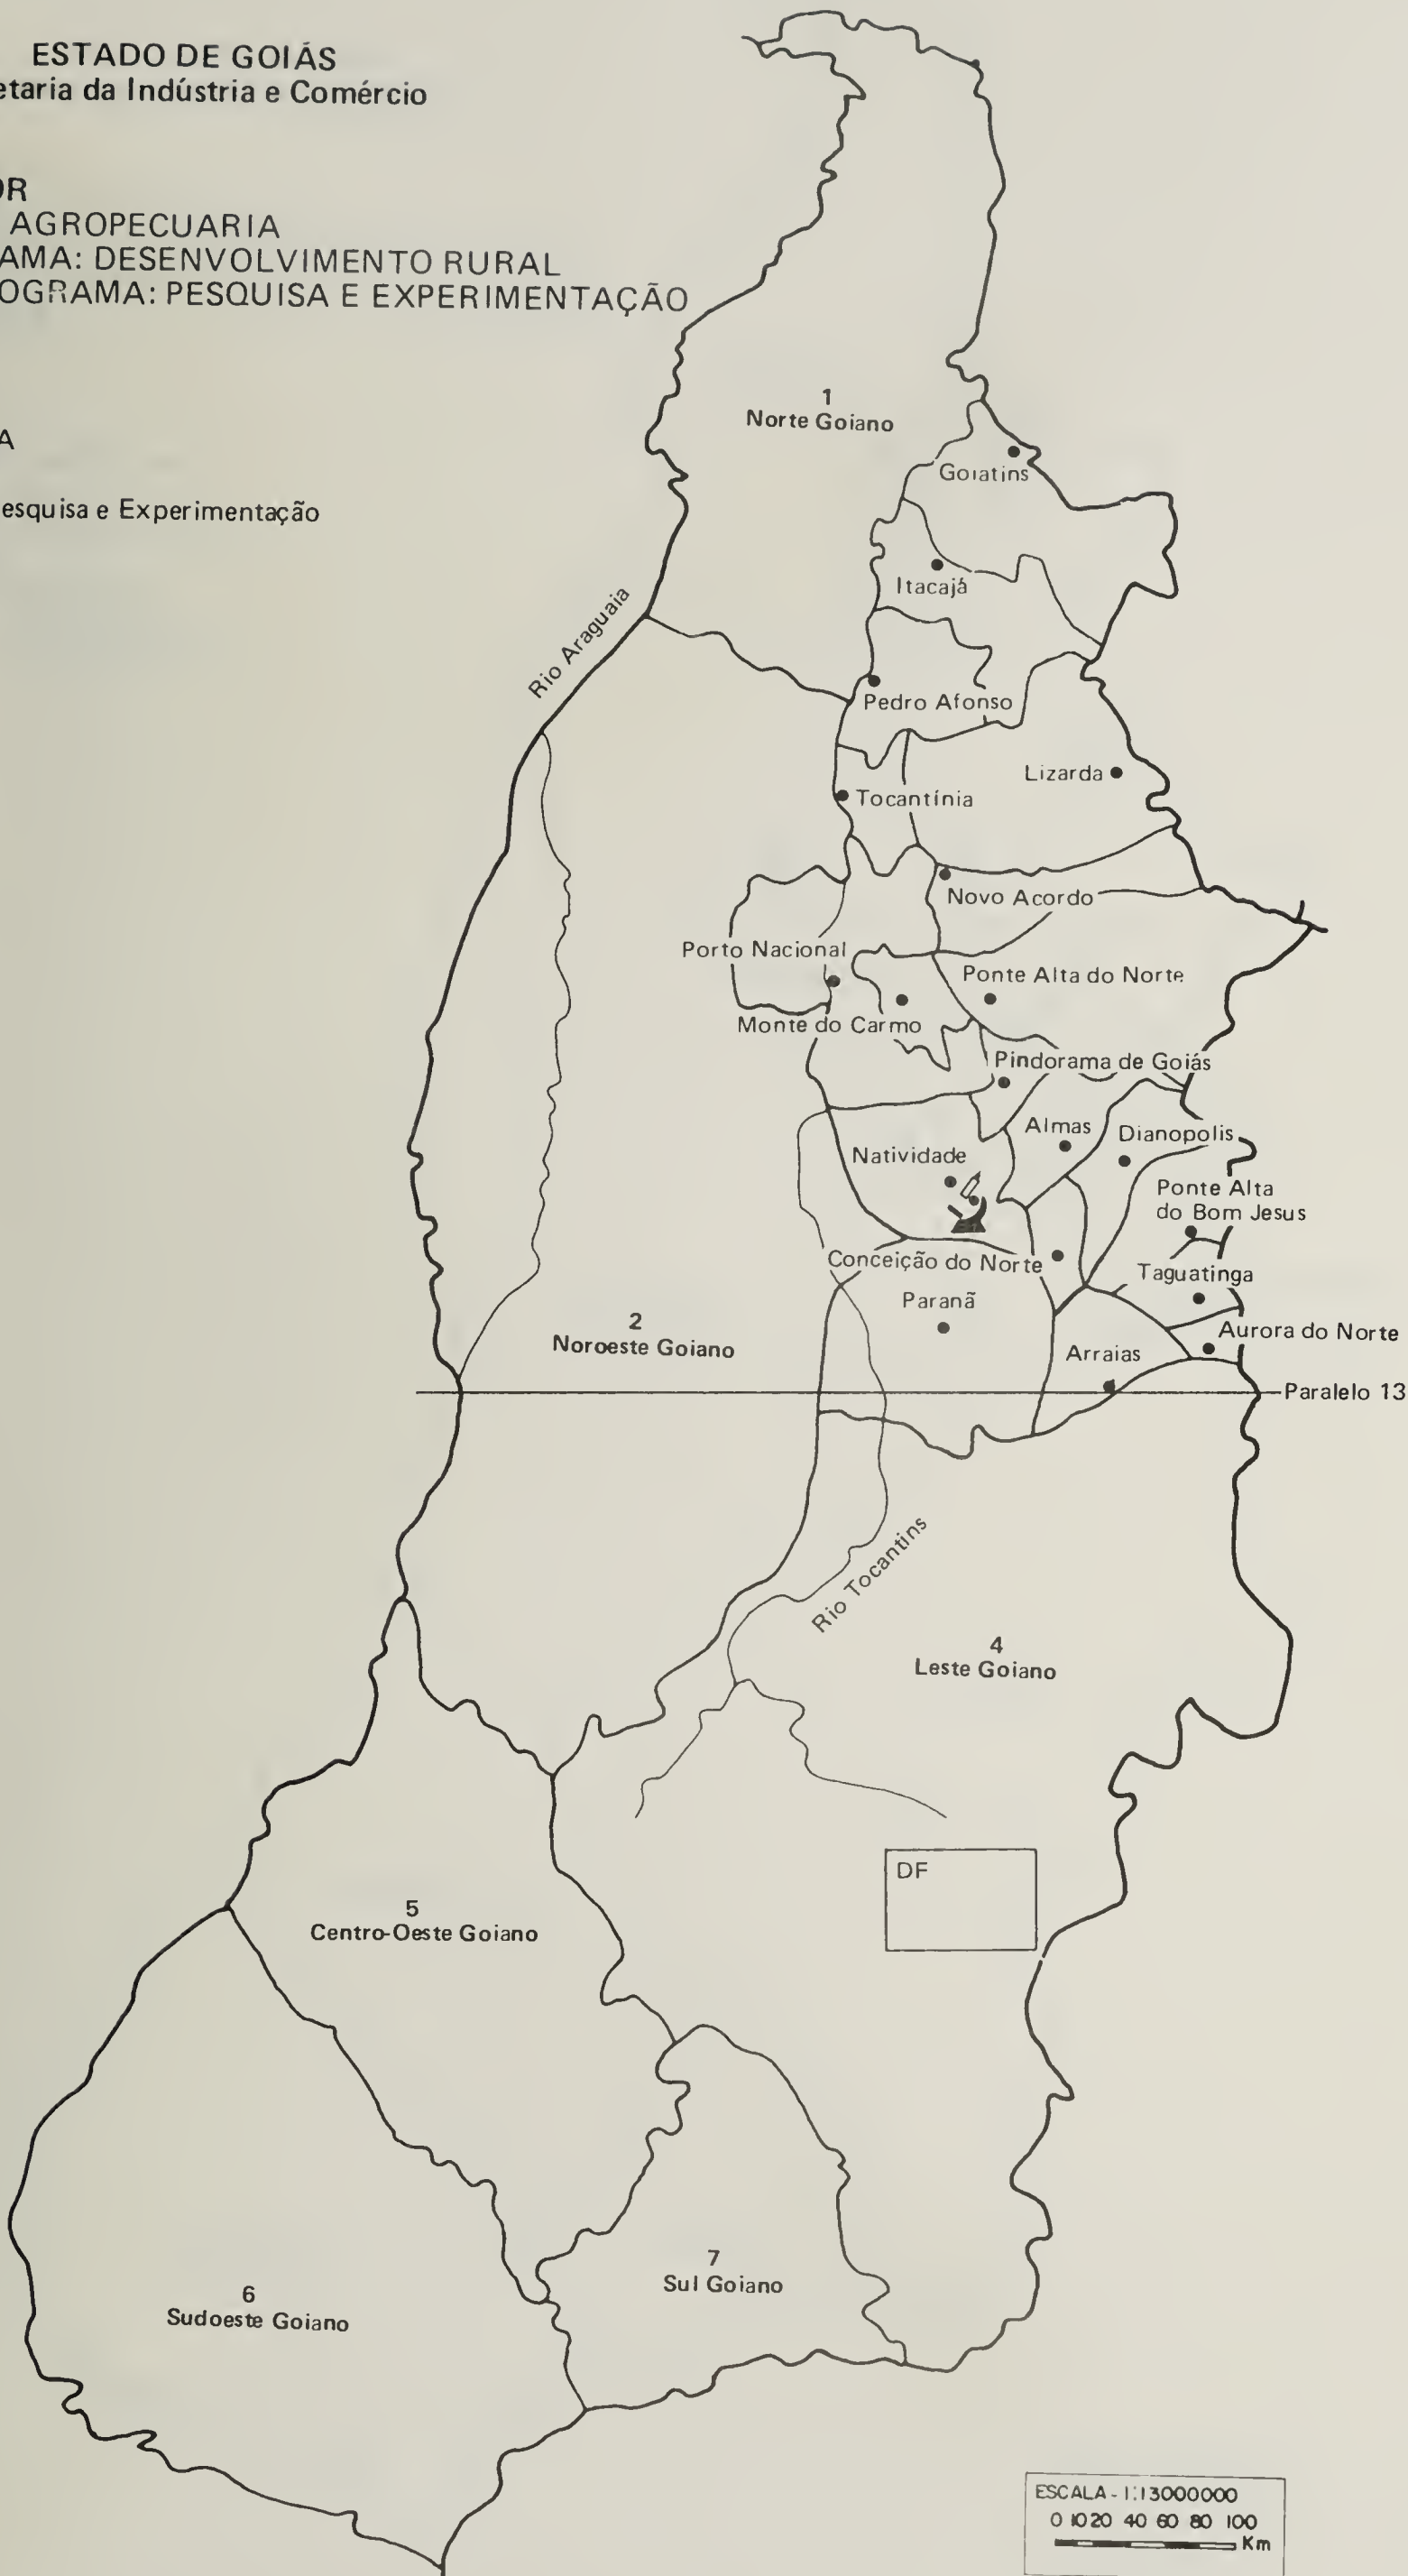 ESTADO DE GOIÁS
etaria da Indústria e Comércio
OR
AGROPECUARIA
AMA: DESENVOLVIMENTO RURAL
OGRAMA: PESQUISA E EXPERIMENTAÇÃO
A
esquisa e Experimentação
1
Norte Goiano
Goiatins
Itacajá
Rio Araguaia
Pedro Afonso
Lizarda
Tocantínia
Novo Acordo
Porto Nacional
Ponte Alta do Norte
Monte do Carmo
Pindorama de Goiás
Almas
Dianopolis
Natividade
Ponte Alta
do Bom Jesus
Conceição do Norte
Taguatinga
Paranã
2
Noroeste Goiano
Aurora do Norte
Arraias
Paralelo 13
Rio Tocantins
4
Leste Goiano
DF
5
Centro-Oeste Goiano
7
Sul Goiano
6
Sudoeste Goiano
ESCALA - 1:13000000
0 10 20 40 60 80 100
Km